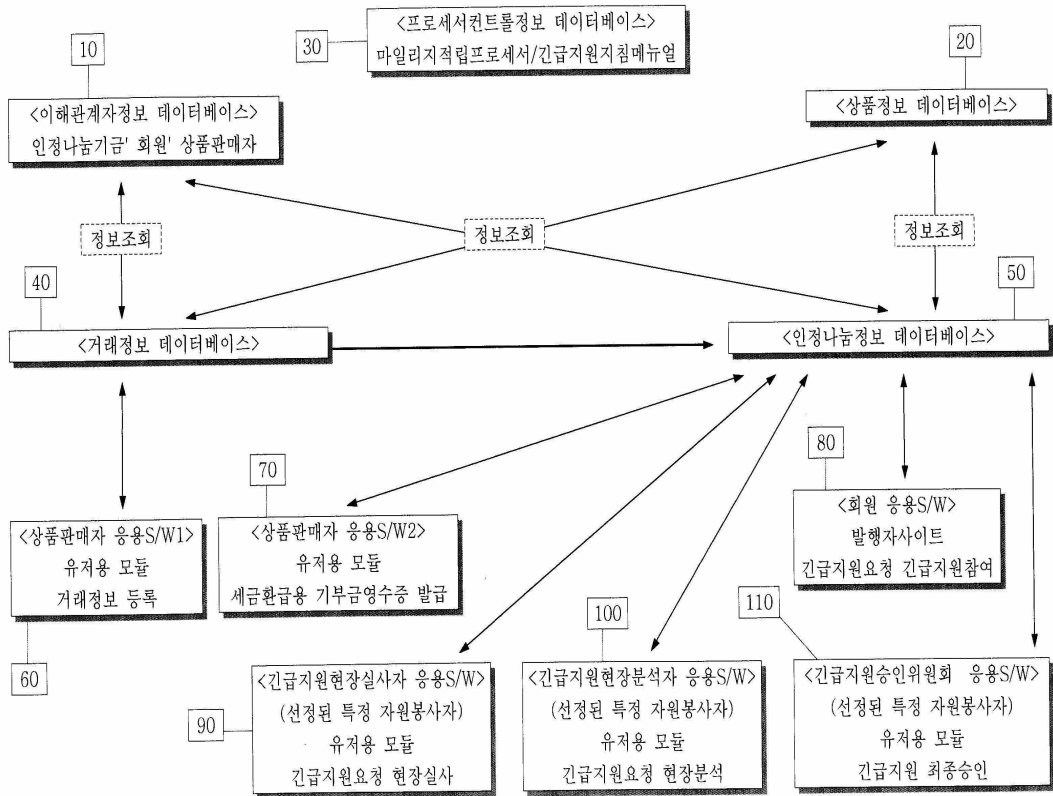 10
30
<프로세서컨트롤정보 데이터베이스>
마일리지적립프로세서/긴급지원지침메뉴얼
20
<이해관계자정보 데이터베이스>
인정나눔기금' 회원' 상품판매자
<상품정보 데이터베이스>
정보조회
정보조회
정보조회
40
50
<거래정보 데이터베이스>
<인정나눔정보 데이터베이스>
70
80
<상품판매자 응용S/W1>
유저용 모듈
거래정보 등록
60
<상품판매자 응용S/W2>
유저용 모듈
세금환급용 기부금영수증 발급
<회원 응용S/W>
발행자사이트
긴급지원요청 긴급지원참여
90
<긴급지원현장실사자 응용S/W>
(선정된 특정 자원봉사자)
유저용 모듈
긴급지원요청 현장실사
100
<긴급지원현장분석자 응용S/W>
(선정된 특정 자원봉사자)
유저용 모듈
긴급지원요청 현장분석
110
<긴급지원승인위원회 응용S/W>
(선정된 특정 자원봉사자)
유저용 모듈
긴급지원 최종승인